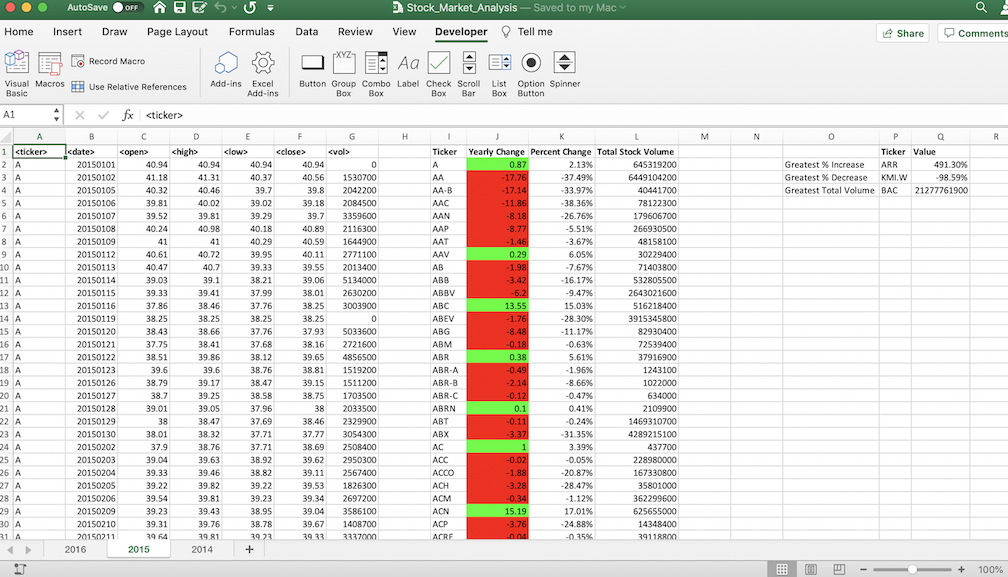 AutoSave OFF Stock_Market_Analysis — Saved to my Mac
Home Insert Draw Page Layout Formulas Data Review View Developer Tell me Share Comments
Visual Basic Macros Record Macro Use Relative References Add-ins Excel Add-ins Button XYZ Group Box Combo Box Aa Label Check Box Scroll Bar List Box Option Button Spinner
A1 fx <ticker>
A B C D E F G H I J K L M N O P Q R
1 <ticker> <date> <open> <high> <low> <close> <vol> Ticker Yearly Change Percent Change Total Stock Volume Ticker Value
2 A 20150101 40.94 40.94 40.94 40.94 0 A 0.87 2.13% 645319200 Greatest % Increase ARR 491.30%
3 A 20150102 41.18 41.31 40.37 40.56 1530700 AA -17.76 -37.49% 6449104200 Greatest % Decrease KMI.W -98.59%
4 A 20150105 40.32 40.46 39.7 39.8 2042200 AA-B -17.14 -33.97% 40441700 Greatest Total Volume BAC 21277761900
5 A 20150106 39.81 40.02 39.02 39.18 2084500 AAC -11.86 -38.36% 78122300
6 A 20150107 39.52 39.81 39.29 39.7 3359600 AAN -8.18 -26.76% 179606700
7 A 20150108 40.24 40.98 40.18 40.89 2116300 AAP -8.77 -5.51% 266930500
8 A 20150109 41 41 40.29 40.59 1644900 AAT -1.46 -3.67% 48158100
9 A 20150112 40.61 40.72 39.95 40.11 2771100 AAV 0.29 6.05% 30229400
10 A 20150113 40.47 40.7 39.33 39.55 2013400 AB -1.98 -7.67% 71403800
11 A 20150114 39.03 39.1 38.21 39.06 5134000 ABB -3.42 -16.17% 532805500
12 A 20150115 39.33 39.41 37.99 38.01 2630200 ABBV -6.2 -9.47% 2643021600
13 A 20150116 37.86 38.46 37.76 38.25 3003900 ABC 13.55 15.03% 516218400
14 A 20150119 38.25 38.25 38.25 38.25 0 ABEV -1.76 -28.30% 3915345800
15 A 20150120 38.43 38.66 37.76 37.93 5033600 ABG -8.48 -11.17% 82930400
16 A 20150121 37.75 38.41 37.68 38.16 2721600 ABM -0.18 -0.63% 72539400
17 A 20150122 38.51 39.86 38.12 39.65 4856500 ABR 0.38 5.61% 37916900
18 A 20150123 39.6 39.6 38.76 38.81 1519200 ABR-A -0.49 -1.96% 1243100
19 A 20150126 38.79 39.17 38.47 39.15 1511200 ABR-B -2.14 -8.66% 1022000
20 A 20150127 38.7 39.25 38.58 38.75 1703500 ABR-C -0.12 -0.47% 634000
21 A 20150128 39.01 39.05 37.96 38 2033500 ABRN 0.1 0.41% 2109900
22 A 20150129 38 38.47 37.69 38.46 2329900 ABT -0.11 -0.24% 1469310700
23 A 20150130 38.01 38.32 37.71 37.77 3054300 ABX -3.37 -31.35% 4289215100
24 A 20150202 37.9 38.76 37.71 38.69 2508400 AC 1 3.39% 437700
25 A 20150203 39.04 39.63 38.92 39.62 2950300 ACC -0.02 -0.05% 228980000
26 A 20150204 39.33 39.46 38.82 39.11 2567400 ACCO -1.88 -20.87% 167330800
27 A 20150205 39.22 39.82 39.22 39.53 1826300 ACH -3.28 -28.47% 35801000
28 A 20150206 39.54 39.81 39.23 39.34 2697200 ACM -0.34 -1.12% 362299600
29 A 20150209 39.23 39.43 38.95 39.04 3586100 ACN 15.19 17.01% 625655000
30 A 20150210 39.31 39.76 38.78 39.67 1408700 ACP -3.76 -24.88% 14348400
31 A 20150211 39.64 39.81 39.23 39.33 3337000 ACRE -0.04 -0.35% 39118800
2016 2015 2014
100%